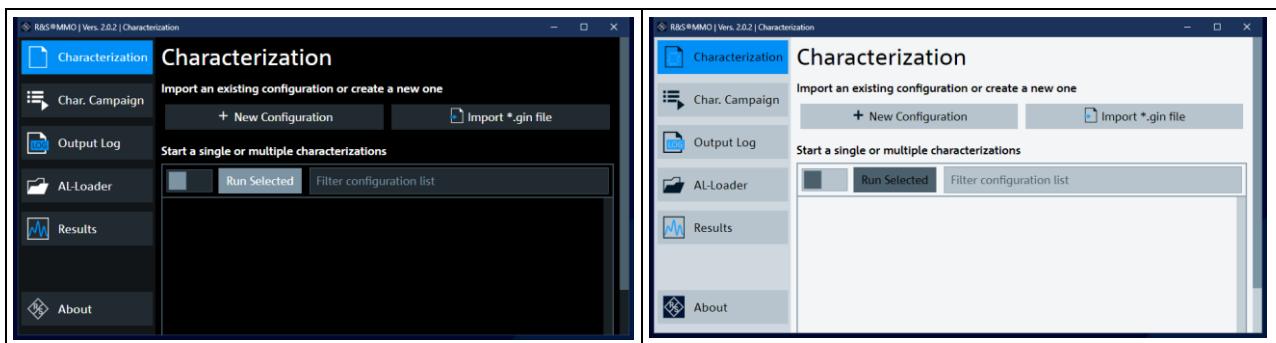 R&S®MMO | Vers. 2.0.2 | Characterization
Characterization
Characterization
Import an existing configuration or create a new one
+ New Configuration
Import *.gin file
Char. Campaign
Output Log
LOG
Start a single or multiple characterizations
Run Selected
Filter configuration list
AL-Loader
Results
About
R&S®MMO | Vers. 2.0.2 | Characterization
Characterization
Characterization
Import an existing configuration or create a new one
+ New Configuration
Import *.gin file
Char. Campaign
Output Log
LOG
Start a single or multiple characterizations
Run Selected
Filter configuration list
AL-Loader
Results
About